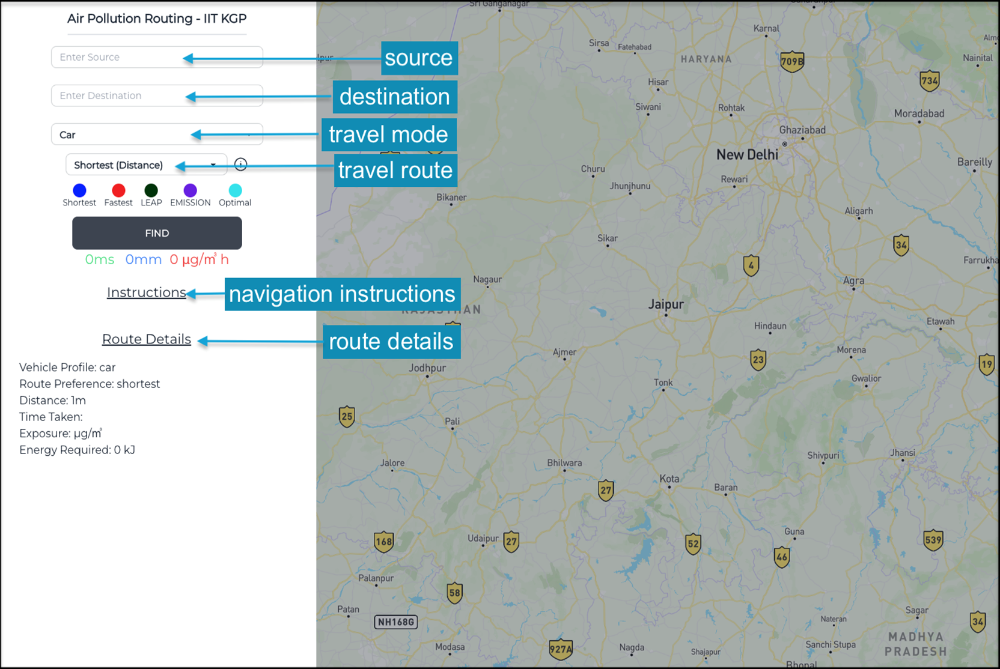 Air Pollution Routing - IIT KGP
Enter Source
source
Enter Destination
destination
Car
travel mode
Shortest (Distance)
travel route
Shortest Fastest LEAP EMISSION Optimal
FIND
0ms 0mm 0 µg/m³ h
Instructions
navigation instructions
Route Details
route details
Vehicle Profile: car
Route Preference: shortest
Distance: 1m
Time Taken:
Exposure: µg/m³
Energy Required: 0 kJ
Sri Ganganagar
Karnal
Sirsa
Fatehabad
HARYANA
709B
Nainital
734
Hisar
Siwani
Rohtak
Moradabad
Ghaziabad
New Delhi
Bareilly
Churu
Rewari
Jhunjhunu
Bikaner
Aligarh
Sikar
34
4
Nagaur
Agra
RAJASTHAN
Jaipur
Etawah
Hindaun
Ajmer
Morena
23
19
Jodhpur
Tonk
Gwalior
25
Pali
Shivpuri
Jhansi
Jalore
Bhilwara
Kota
Baran
27
Guna
168
Udaipur
27
52
539
46
Palanpur
58
Patan
NH168G
Nateran
Sagar
34
MADHYA
PRADESH
Modasa
927A
Nagda
Shajapur
Sanchi Stupa
Bhopal